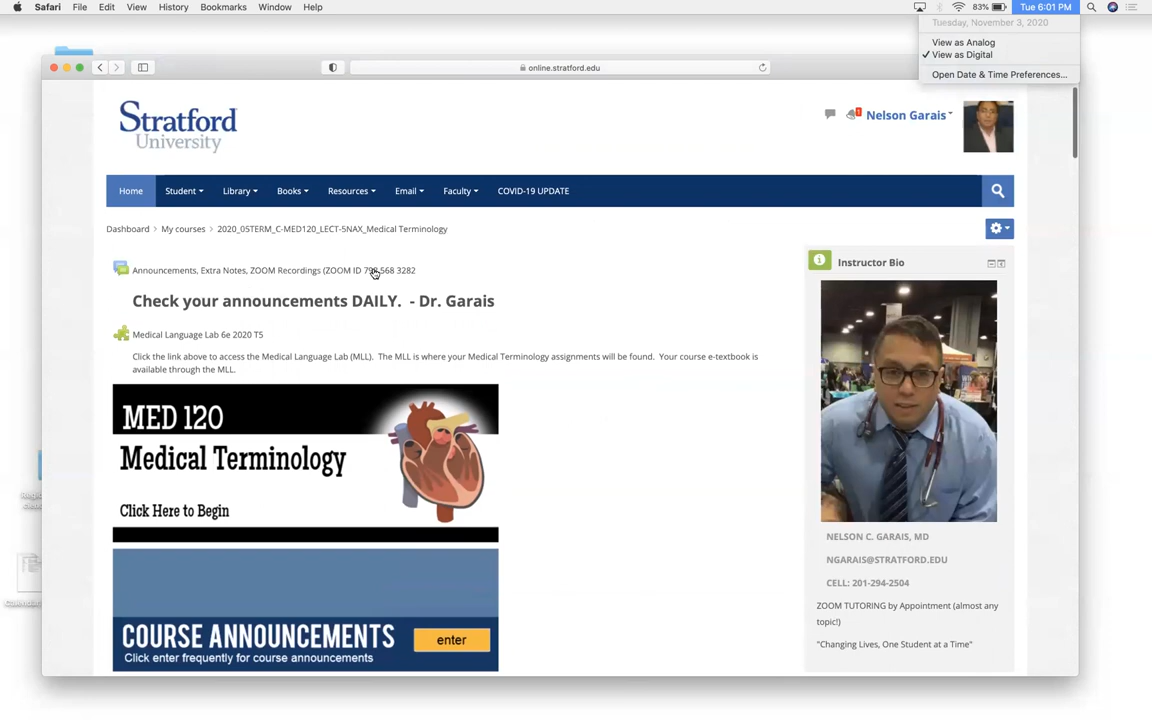 Safari File Edit View History Bookmarks Window Help 83% Tue 6:01 PM
Tuesday, November 3, 2020
View as Analog
✓ View as Digital
Open Date & Time Preferences...
online.stratford.edu
Stratford
University
1
Nelson Garais
Home Student Library Books Resources Email Faculty COVID-19 UPDATE
Dashboard > My courses > 2020_05TERM_C-MED120_LECT-5NAX_Medical Terminology
Announcements, Extra Notes, ZOOM Recordings (ZOOM ID 568 3282
Check your announcements DAILY. - Dr. Garais
Medical Language Lab 6e 2020 T5
Click the link above to access the Medical Language Lab (MLL). The MLL is where your Medical Terminology assignments will be found. Your course e-textbook is
available through the MLL.
MED 120
Medical Terminology
Click Here to Begin
COURSE ANNOUNCEMENTS
enter
Click enter frequently for course announcements
Instructor Bio
NELSON C. GARAIS, MD
NGARAIS@STRATFORD.EDU
CELL: 201-294-2504
ZOOM TUTORING by Appointment (almost any
topic!)
"Changing Lives, One Student at a Time"